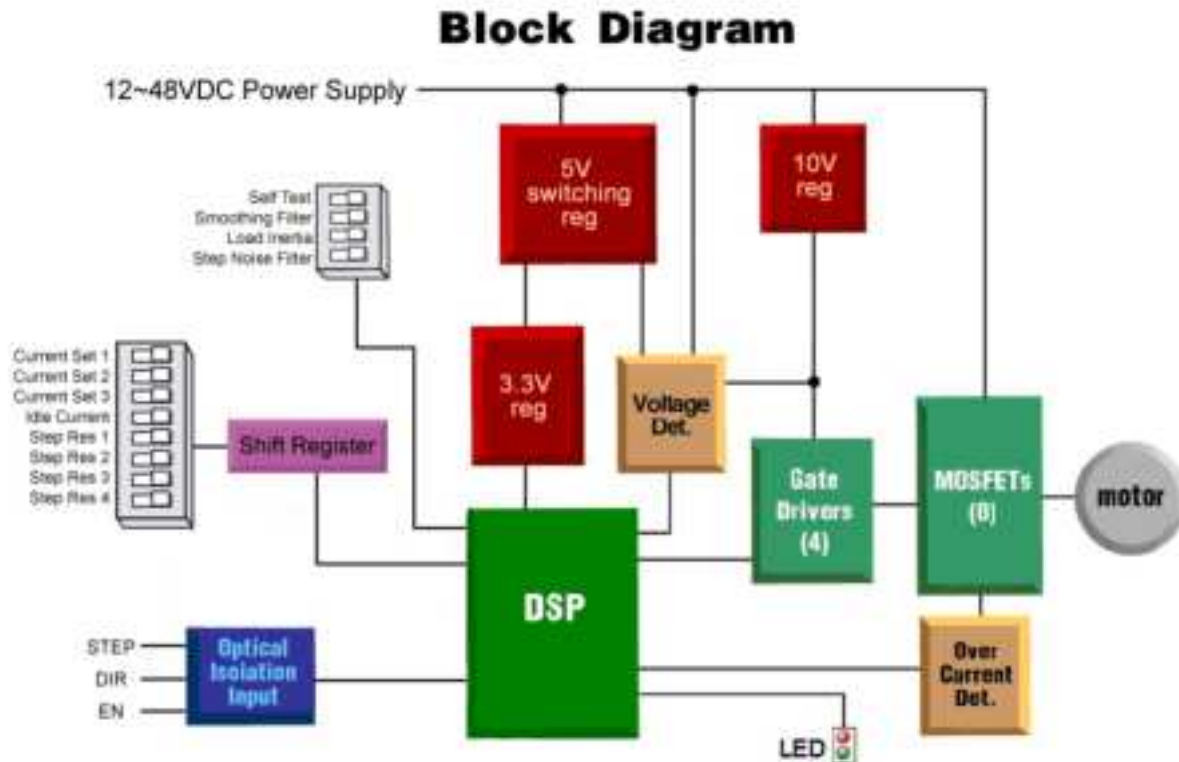 Block Diagram
12~48VDC Power Supply
5V
switching
reg
10V
reg
Self Test
Smoothing Filter
Load Inertia
Step Noise Filter
3.3V
reg
Voltage
Det.
Current Set 1
Current Set 2
Current Set 3
Idle Current
Step Res 1
Step Res 2
Step Res 3
Step Res 4
Shift Register
Gate
Drivers
(4)
MOSFETs
(8)
motor
DSP
STEP
DIR
EN
Optical
Isolation
Input
Over
Current
Det.
LED